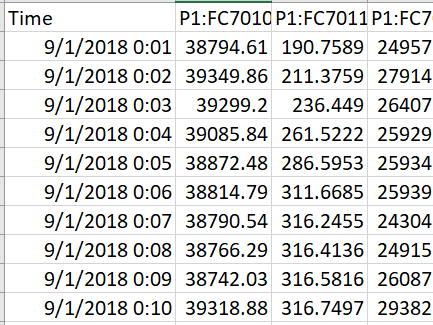 Time P1:FC7010 P1:FC7011 P1:FC7
9/1/2018 0:01 38794.61 190.7589 24957
9/1/2018 0:02 39349.86 211.3759 27914
9/1/2018 0:03 39299.2 236.449 26407
9/1/2018 0:04 39085.84 261.5222 25929
9/1/2018 0:05 38872.48 286.5953 25934
9/1/2018 0:06 38814.79 311.6685 25939
9/1/2018 0:07 38790.54 316.2455 24304
9/1/2018 0:08 38766.29 316.4136 24915
9/1/2018 0:09 38742.03 316.5816 26087
9/1/2018 0:10 39318.88 316.7497 29382